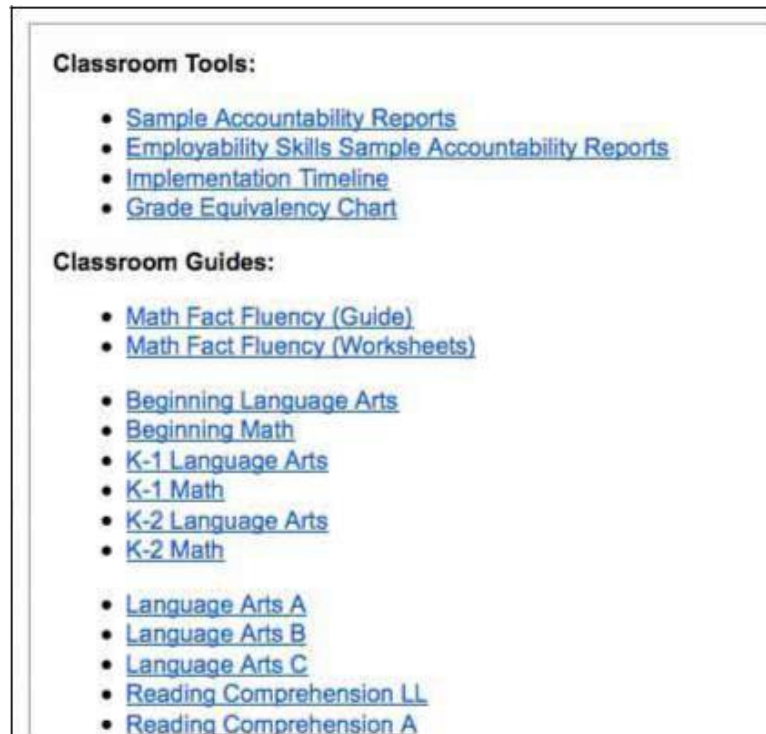 Classroom Tools:
Sample Accountability Reports
Employability Skills Sample Accountability Reports
Implementation Timeline
Grade Equivalency Chart
Classroom Guides:
Math Fact Fluency (Guide)
Math Fact Fluency (Worksheets)
Beginning Language Arts
Beginning Math
K-1 Language Arts
K-1 Math
K-2 Language Arts
K-2 Math
Language Arts A
Language Arts B
Language Arts C
Reading Comprehension LL
Reading Comprehension A